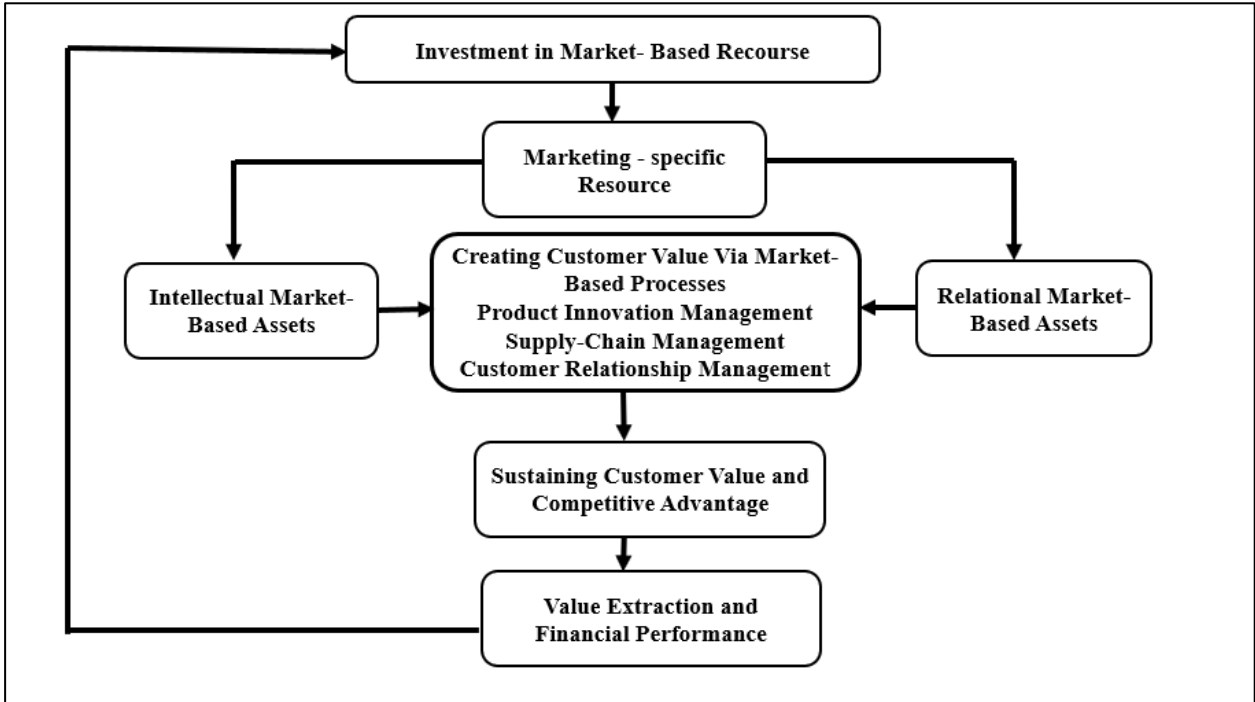 Investment in Market- Based Recourse
Marketing - specific
Resource
Intellectual Market-
Based Assets
Creating Customer Value Via Market-
Based Processes
Product Innovation Management
Supply-Chain Management
Customer Relationship Management
Relational Market-
Based Assets
Sustaining Customer Value and
Competitive Advantage
Value Extraction and
Financial Performance